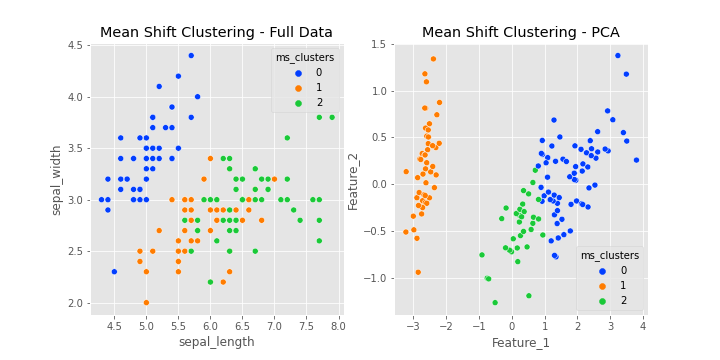 Mean Shift Clustering - Full Data
ms_clusters
0
1
2
4.5
4.0
3.5
3.0
2.5
2.0
sepal_width
4.5 5.0 5.5 6.0 6.5 7.0 7.5 8.0
sepal_length
Mean Shift Clustering - PCA
1.5
1.0
0.5
0.0
−0.5
−1.0
Feature_2
ms_clusters
0
1
2
−3 −2 −1 0 1 2 3 4
Feature_1